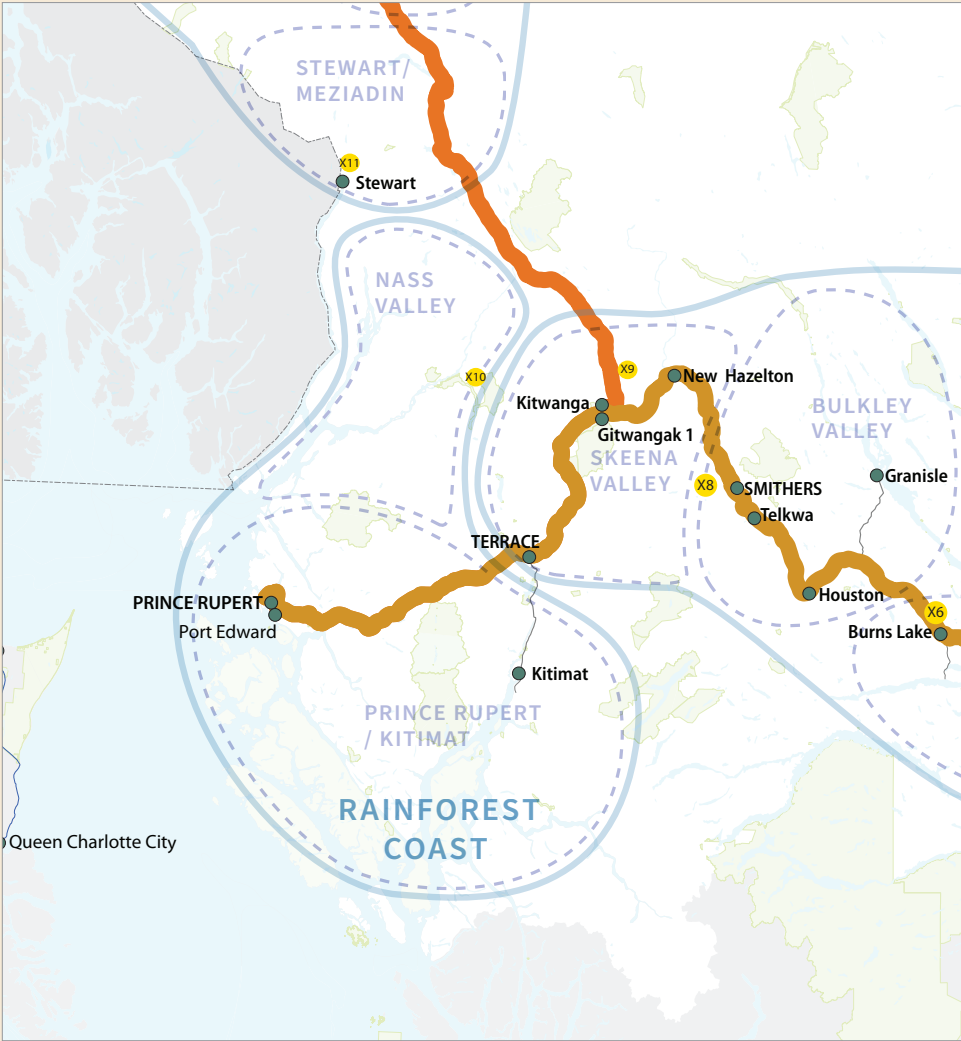 STEWART/
MEZIADIN
X11
Stewart
NASS
VALLEY
X10
X9
New Hazelton
Kitwanga
Gitwangak 1
SKEENA
VALLEY
BULKLEY
VALLEY
X8
SMITHERS
Granisle
Telkwa
TERRACE
PRINCE RUPERT
Port Edward
Houston
X6
Burns Lake
Kitimat
PRINCE RUPERT
/ KITIMAT
RAINFOREST
COAST
Queen Charlotte City